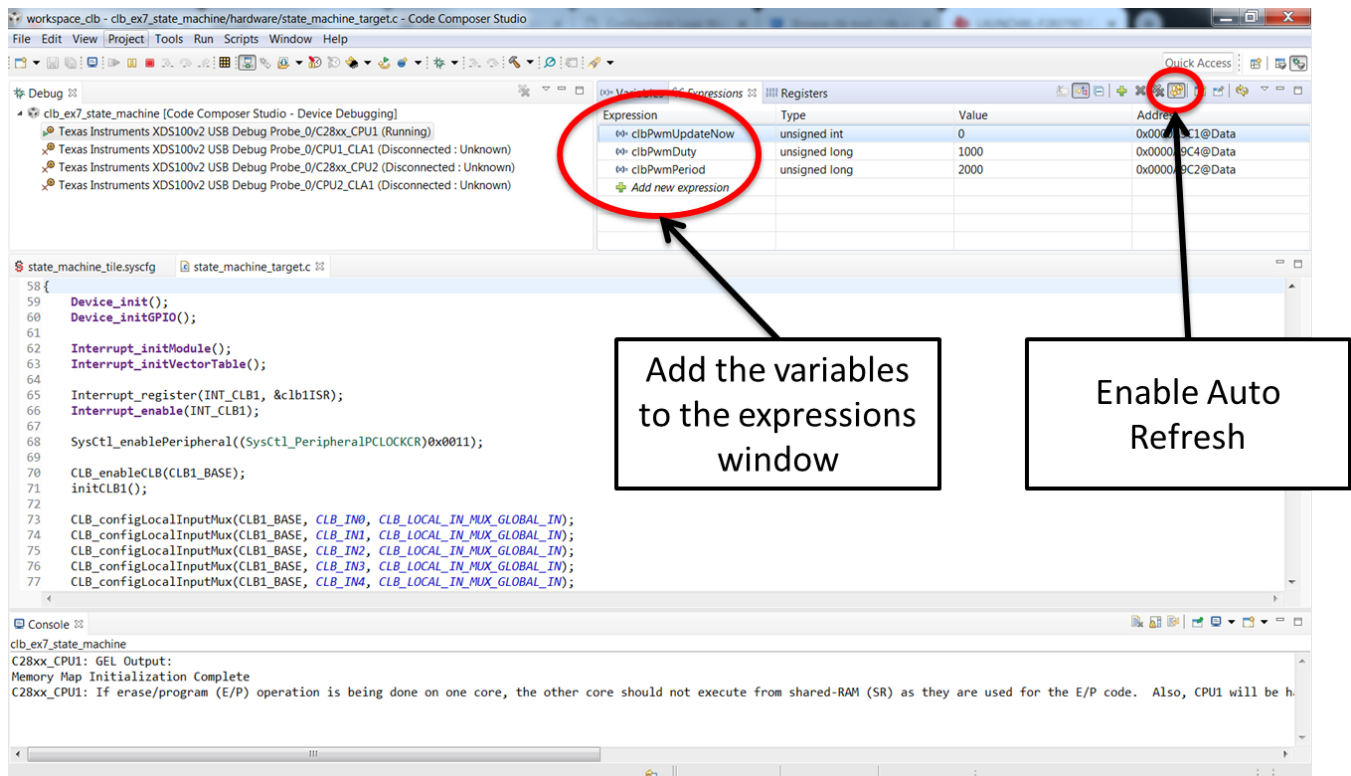 workspace_clb - clb_ex7_state_machine/hardware/state_machine_target.c - Code Composer Studio
File Edit View Project Tools Run Scripts Window Help
Quick Access
Debug
clb_ex7_state_machine [Code Composer Studio - Device Debugging]
Texas Instruments XDS100v2 USB Debug Probe_0/C28xx_CPU1 (Running)
Texas Instruments XDS100v2 USB Debug Probe_0/CPU1_CLA1 (Disconnected : Unknown)
Texas Instruments XDS100v2 USB Debug Probe_0/C28xx_CPU2 (Disconnected : Unknown)
Texas Instruments XDS100v2 USB Debug Probe_0/CPU2_CLA1 (Disconnected : Unknown)
Variables Expressions Registers
Expression Type Value
clbPwmUpdateNow unsigned int 0
clbPwmDuty unsigned long 1000
clbPwmPeriod unsigned long 2000
Add new expression
state_machine_tile.syscfg state_machine_target.c
58 {
59 Device_init();
60 Device_initGPIO();
61
62 Interrupt_initModule();
63 Interrupt_initVectorTable();
64
65 Interrupt_register(INT_CLB1, &clb1ISR);
66 Interrupt_enable(INT_CLB1);
67
68 SysCtl_enablePeripheral((SysCtl_PeripheralPCLOCKCR)0x0011);
69
70 CLB_enableCLB(CLB1_BASE);
71 initCLB1();
72
73 CLB_configLocalInputMux(CLB1_BASE, CLB_IN0, CLB_LOCAL_IN_MUX_GLOBAL_IN);
74 CLB_configLocalInputMux(CLB1_BASE, CLB_IN1, CLB_LOCAL_IN_MUX_GLOBAL_IN);
75 CLB_configLocalInputMux(CLB1_BASE, CLB_IN2, CLB_LOCAL_IN_MUX_GLOBAL_IN);
76 CLB_configLocalInputMux(CLB1_BASE, CLB_IN3, CLB_LOCAL_IN_MUX_GLOBAL_IN);
77 CLB_configLocalInputMux(CLB1_BASE, CLB_IN4, CLB_LOCAL_IN_MUX_GLOBAL_IN);
Add the variables
to the expressions
window
Enable Auto
Refresh
Console
clb_ex7_state_machine
C28xx_CPU1: GEL Output:
Memory Map Initialization Complete
C28xx_CPU1: If erase/program (E/P) operation is being done on one core, the other core should not execute from shared-RAM (SR) as they are used for the E/P code. Also, CPU1 will be